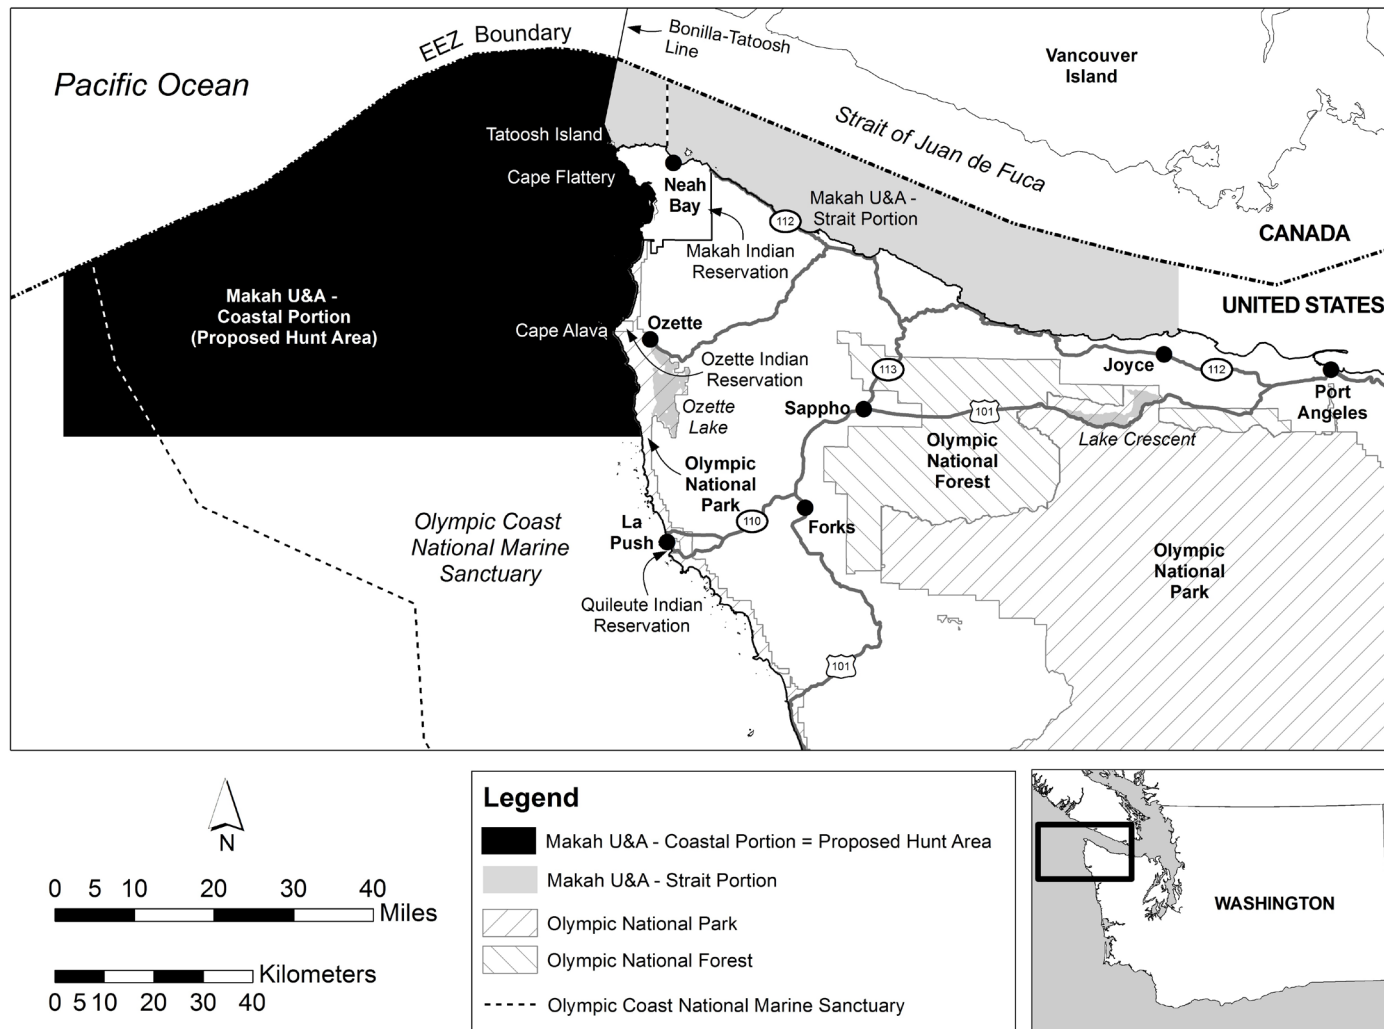 EEZ Boundary
Bonilla-Tatoosh
Line
Pacific Ocean
Vancouver
Island
Strait of Juan de Fuca
Tatoosh Island
Cape Flattery
Neah
Bay
Makah U&A -
Strait Portion
112
CANADA
Makah Indian
Reservation
Makah U&A -
Coastal Portion
(Proposed Hunt Area)
UNITED STATES
Cape Alava
Ozette
Ozette Indian
Reservation
113
Joyce
112
Port
Angeles
Ozette
Lake
Sappho
101
Lake Crescent
Olympic
National
Forest
Olympic
National
Park
110
Forks
La
Push
Olympic Coast
National Marine
Sanctuary
Olympic
National
Park
Quileute Indian
Reservation
101
N
0 5 10 20 30 40
Miles
Kilometers
0 5 10 20 30 40
Legend
Makah U&A - Coastal Portion = Proposed Hunt Area
Makah U&A - Strait Portion
Olympic National Park
Olympic National Forest
Olympic Coast National Marine Sanctuary
WASHINGTON